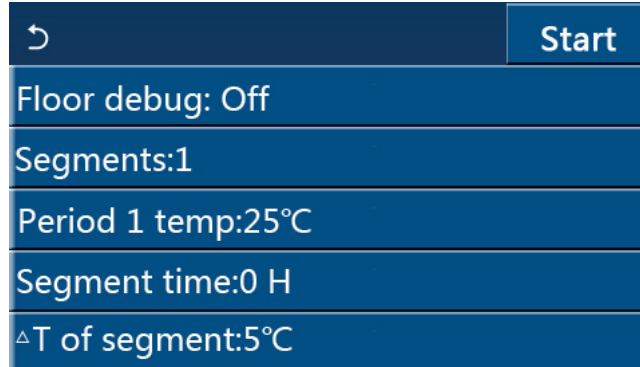 Start
Floor debug: Off
Segments:1
Period 1 temp:25℃
Segment time:0 H
△T of segment:5℃